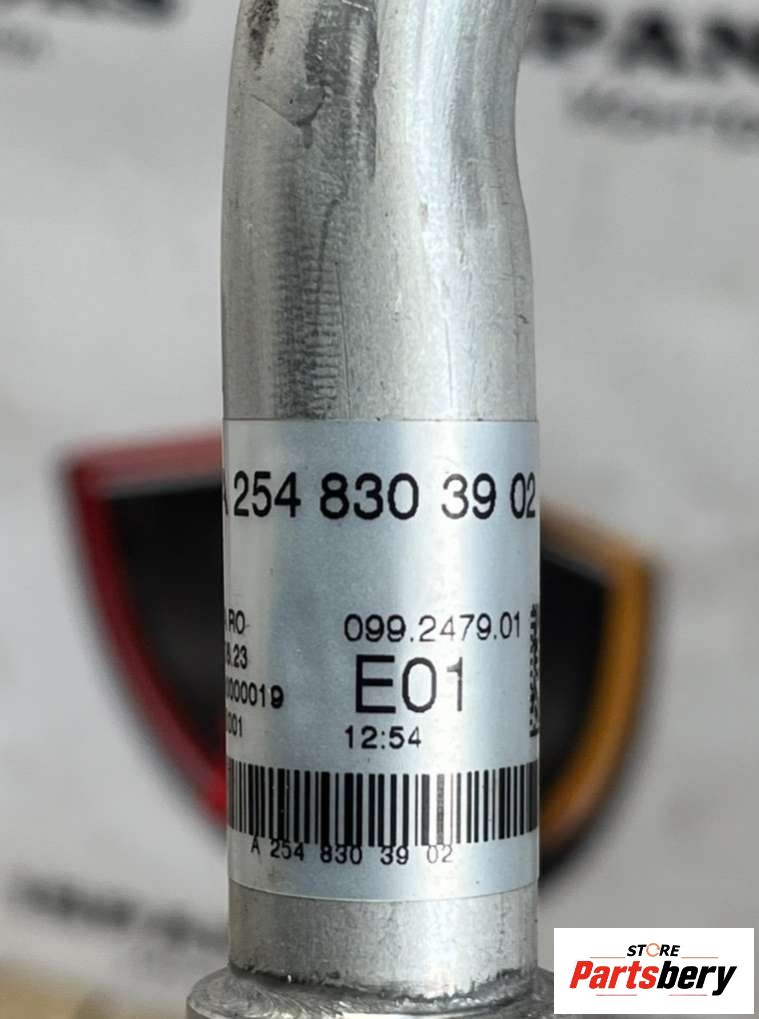 A 254 830 39 02
RO
099.2479.01
.23
E01
000019
001
12:54
A 254 830 39 02
STORE
Partsbery